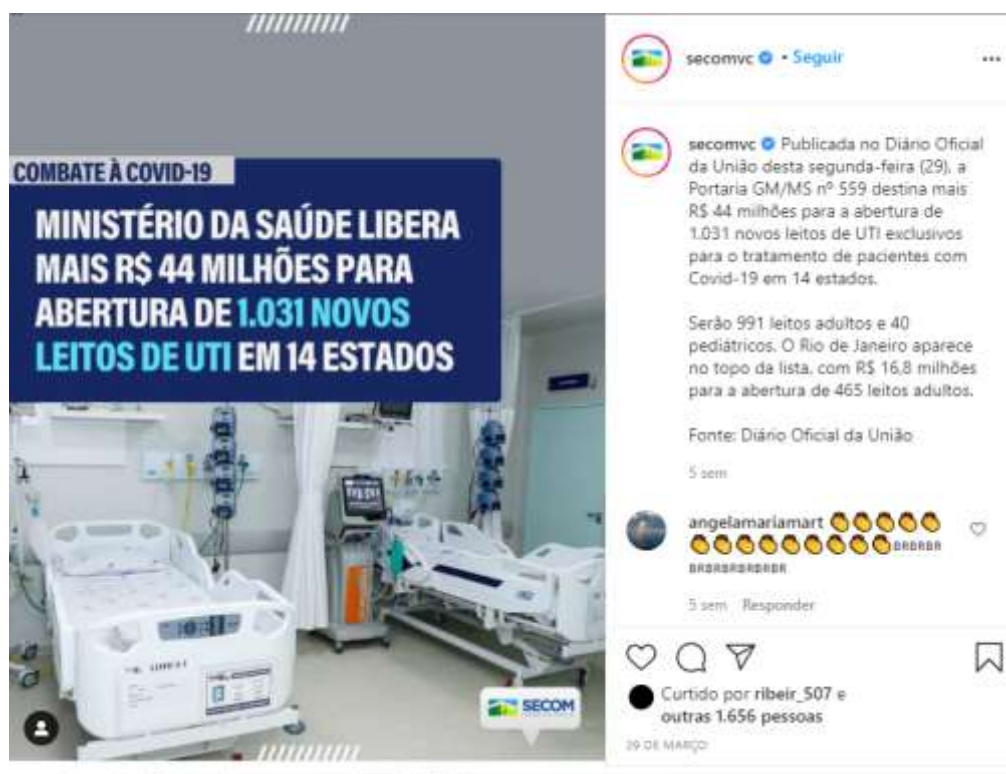 COMBATE À COVID-19
MINISTÉRIO DA SAÚDE LIBERA
MAIS R$ 44 MILHÕES PARA
ABERTURA DE 1.031 NOVOS
LEITOS DE UTI EM 14 ESTADOS
SECOM
secomvc • Seguir
secomvc Publicada no Diário Oficial
da União desta segunda-feira (29), a
Portaria GM/MS nº 559 destina mais
R$ 44 milhões para a abertura de
1.031 novos leitos de UTI exclusivos
para o tratamento de pacientes com
Covid-19 em 14 estados.
Serão 991 leitos adultos e 40
pediátricos. O Rio de Janeiro aparece
no topo da lista, com R$ 16,8 milhões
para a abertura de 465 leitos adultos.
Fonte: Diário Oficial da União
5 sem
angelamariamart 👏👏👏👏👏
👏👏👏👏👏👏👏👏👏BRBRBR
BRBRBRBRBRBR
5 sem Responder
Curtido por ribeir_507 e
outras 1.656 pessoas
29 DE MARÇO